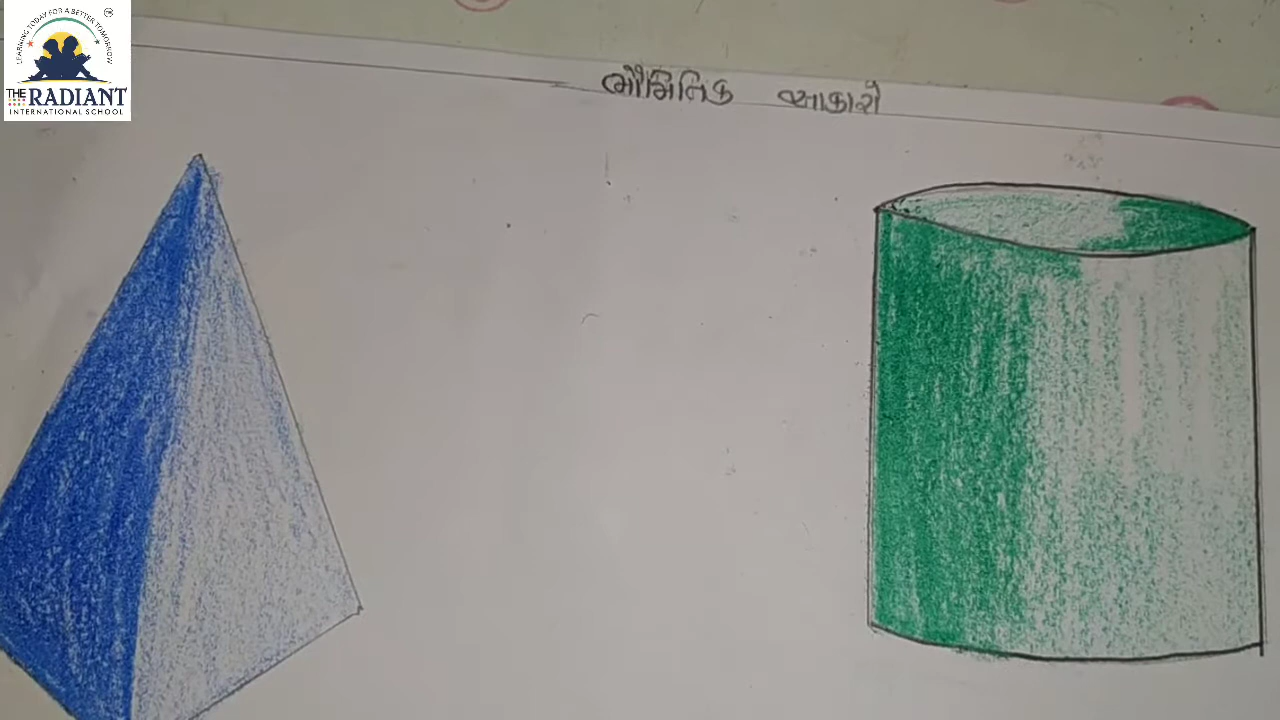 LEARNING TODAY FOR A BETTER TOMORROW
THE RADIANT
INTERNATIONAL SCHOOL
ભૌમિતિક આકારો